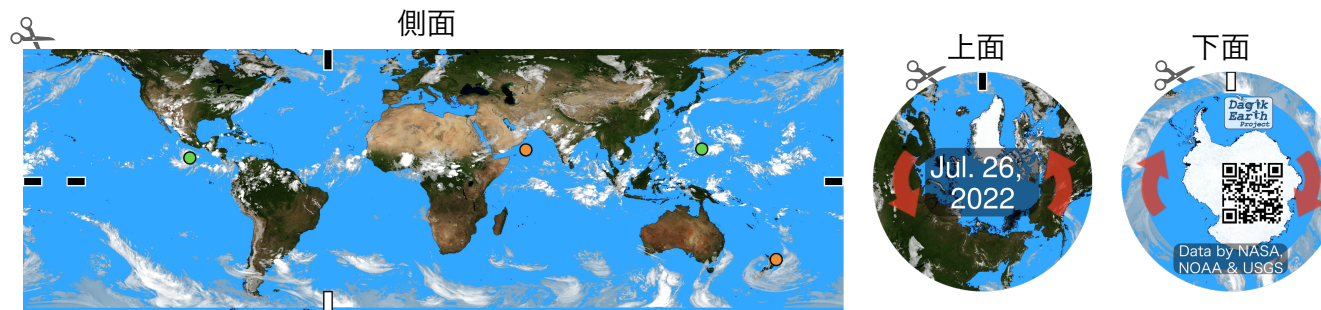 側面
上面
下面
Jul. 26,
2022
Dagik
Earth
Project
Data by NASA,
NOAA & USGS